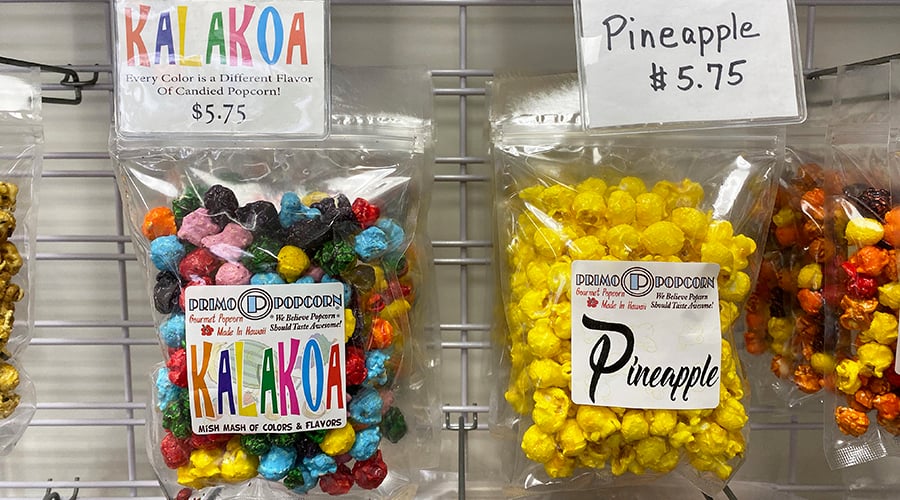 KALAKOA
Every Color is a Different Flavor
Of Candied Popcorn!
$5.75
Pineapple
$5.75
PRIMO P POPCORN
Gourmet Popcorn
Made In Hawaii
"We Believe Popcorn
Should Taste Awesome!
KALAKOA
MISH MASH OF COLORS & FLAVORS
PRIMO P POPCORN
Gourmet Popcorn
Made In Hawaii
"We Believe Popcorn
Should Taste Awesome!
Pineapple